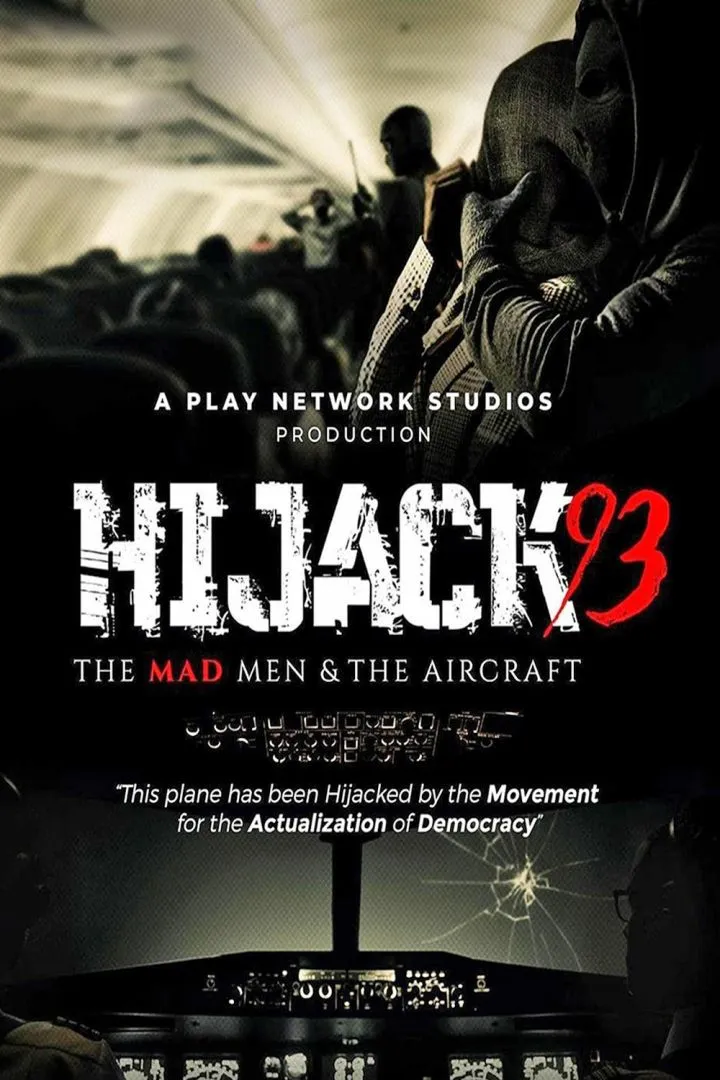 A PLAY NETWORK STUDIOS
PRODUCTION
HIJACK93
THE MAD MEN & THE AIRCRAFT
“This plane has been Hijacked by the Movement
for the Actualization of Democracy”